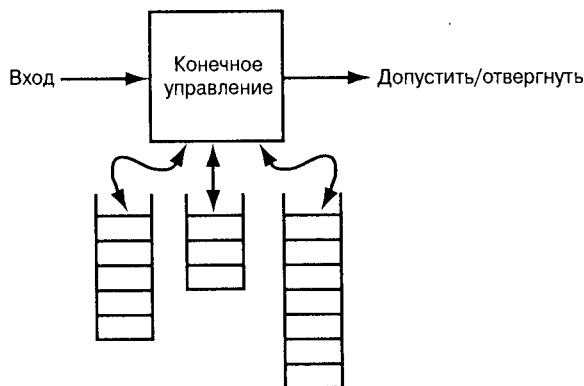 Вход
Конечное
управление
Допустить/отвергнуть